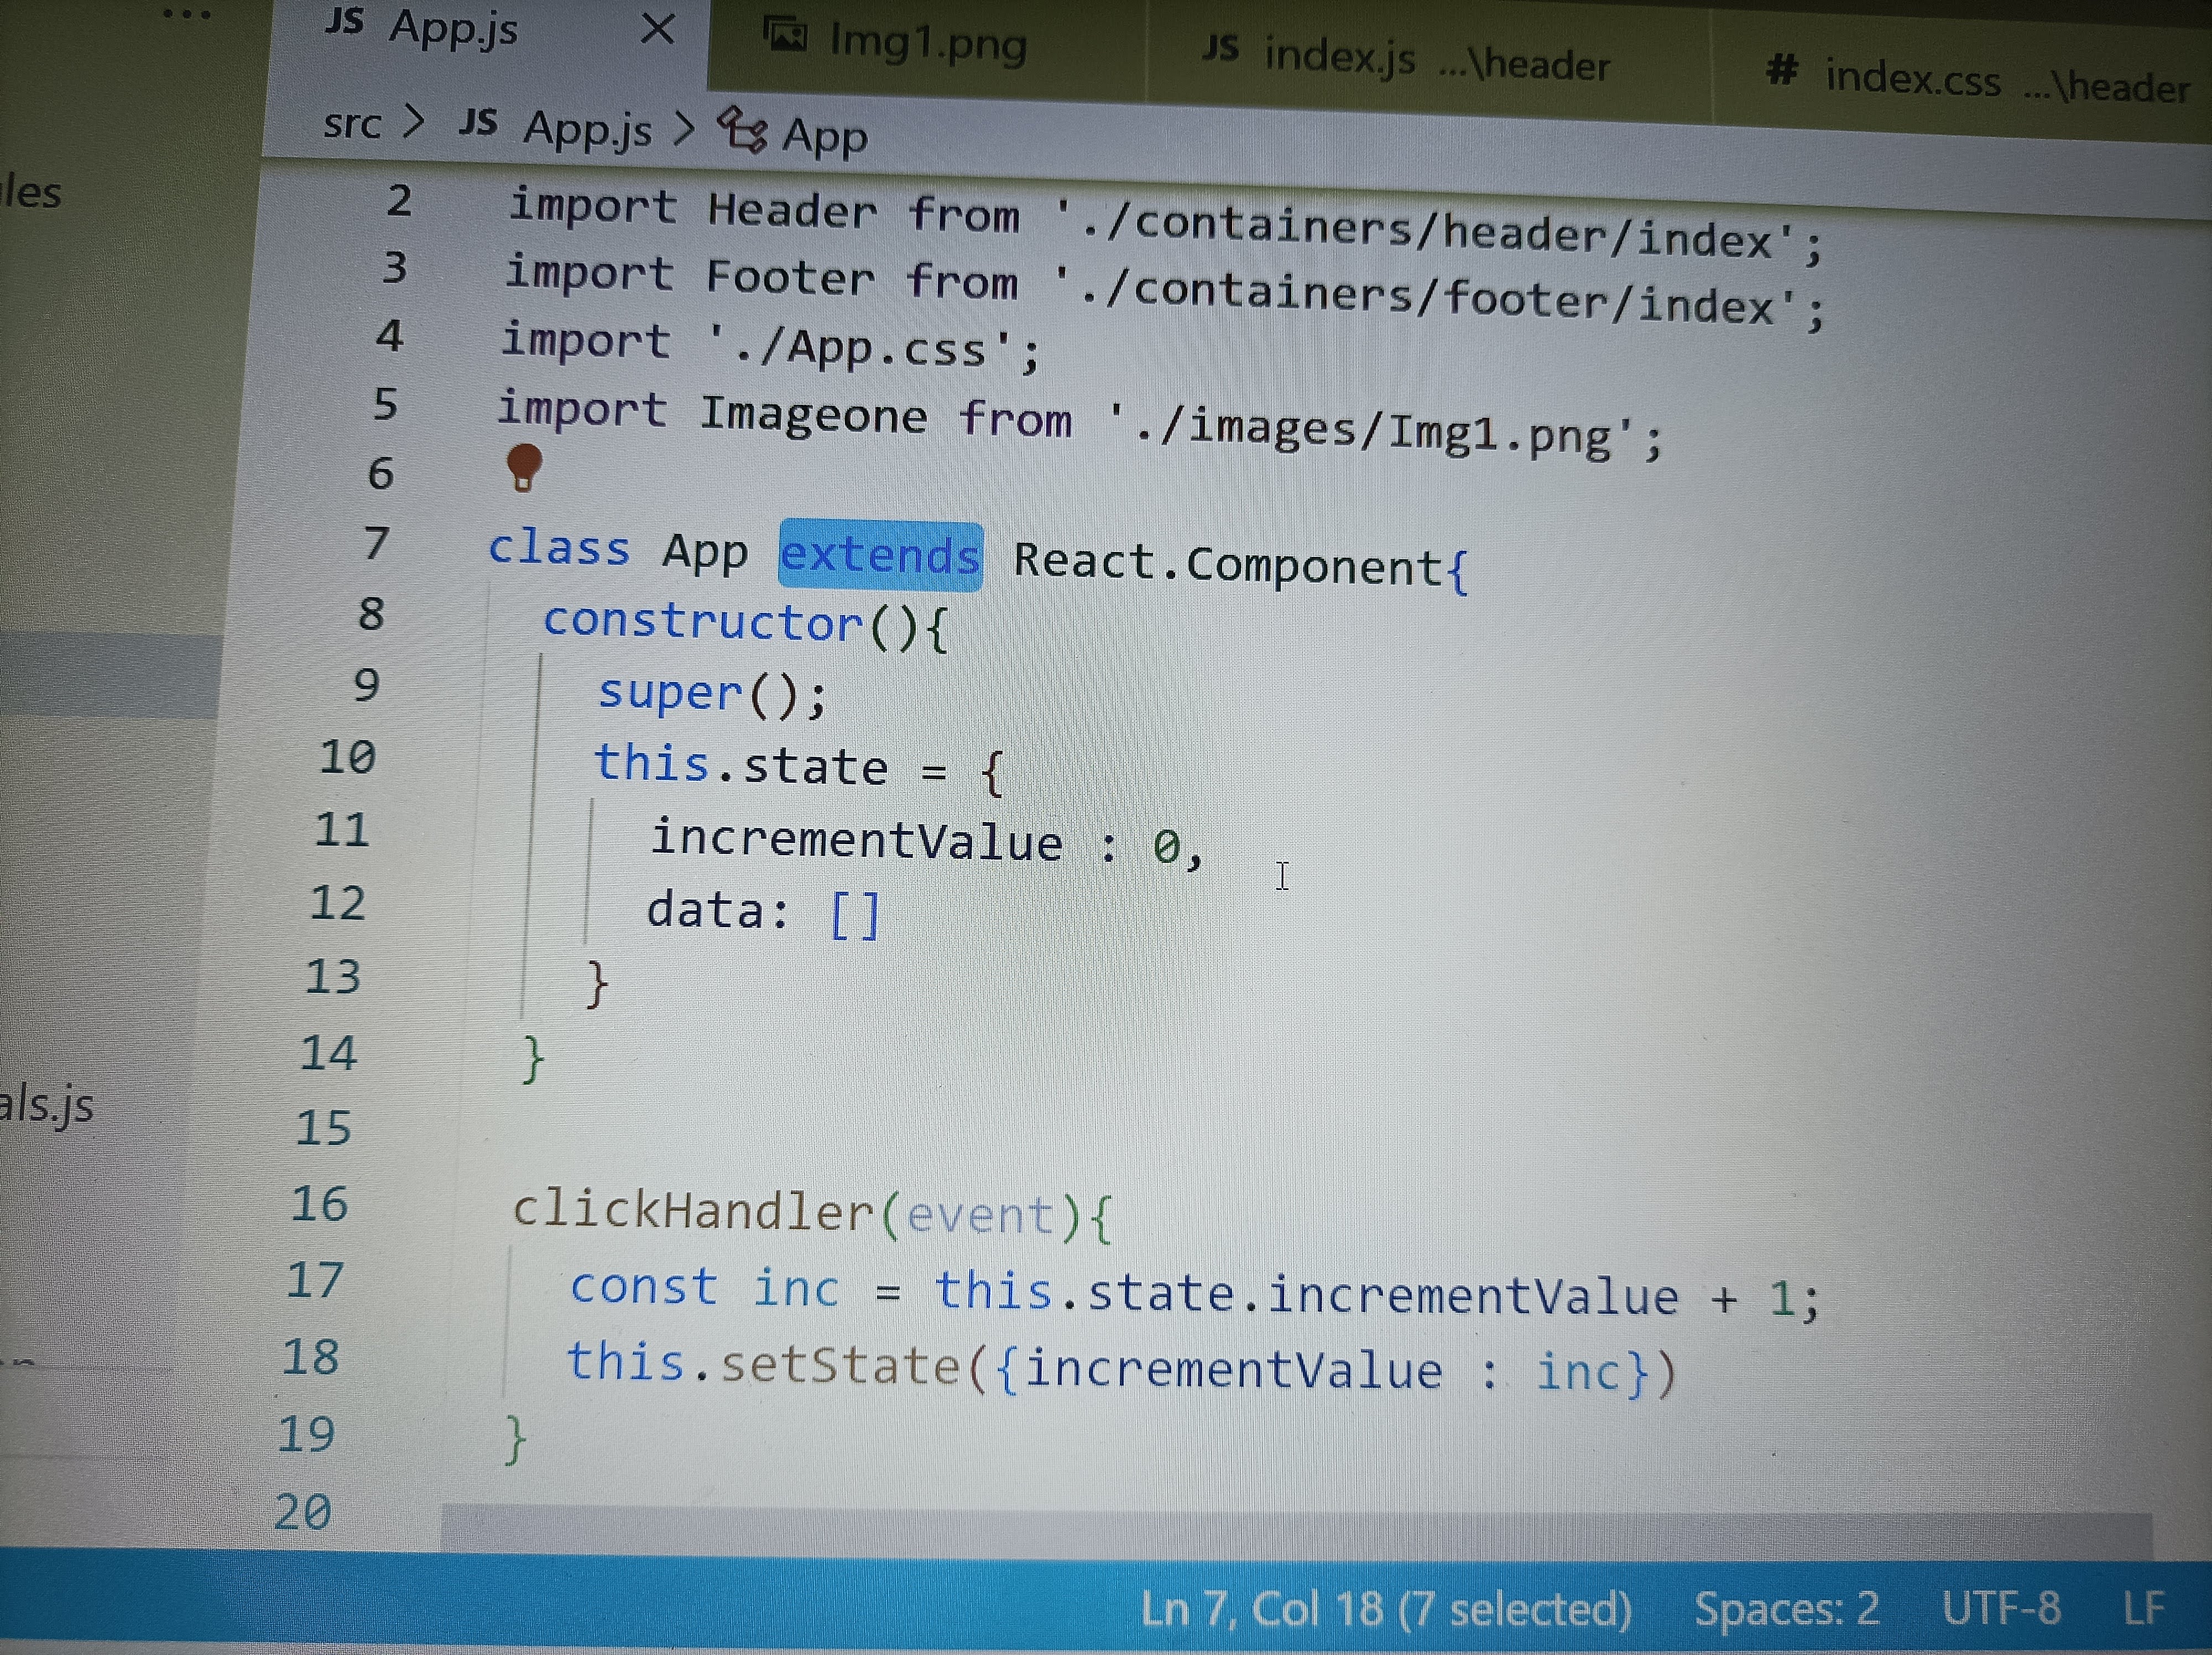 ...
JS App.js ×
Img1.png
JS index.js ...\header
# index.css ...\header
src > JS App.js > App
les
2 import Header from './containers/header/index';
3 import Footer from './containers/footer/index';
4 import './App.css';
5 import Imageone from './images/Img1.png';
6
7 class App extends React.Component{
8 constructor(){
9 super();
10 this.state = {
11 incrementValue : 0,
12 data: []
13 }
14 }
15
als.js
16 clickHandler(event){
17 const inc = this.state.incrementValue + 1;
18 this.setState({incrementValue : inc})
19 }
20
Ln 7, Col 18 (7 selected) Spaces: 2 UTF-8 LF